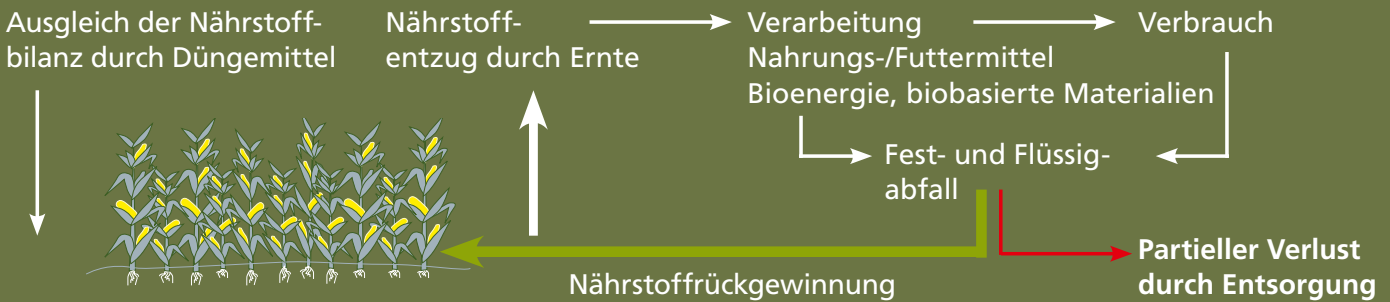 Ausgleich der Nährstoff-
bilanz durch Düngemittel
Nährstoff-
entzug durch Ernte
Verarbeitung
Nahrungs-/Futtermittel
Bioenergie, biobasierte Materialien
Verbrauch
Fest- und Flüssig-
abfall
Partieller Verlust
durch Entsorgung
Nährstoffrückgewinnung